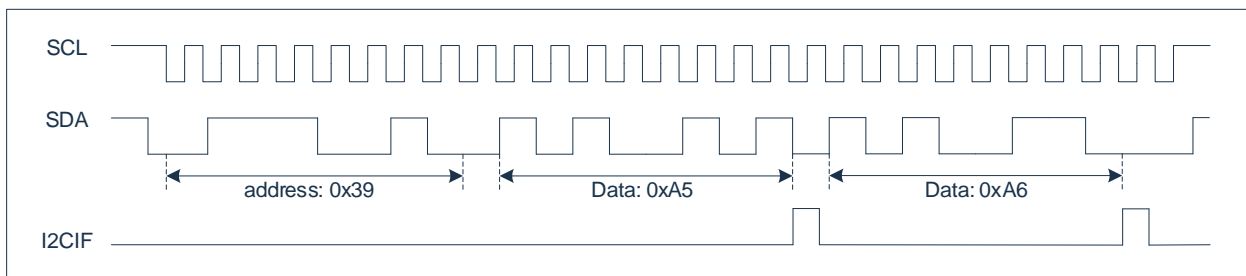 SCL
SDA
address: 0x39
Data: 0xA5
Data: 0xA6
I2CIF